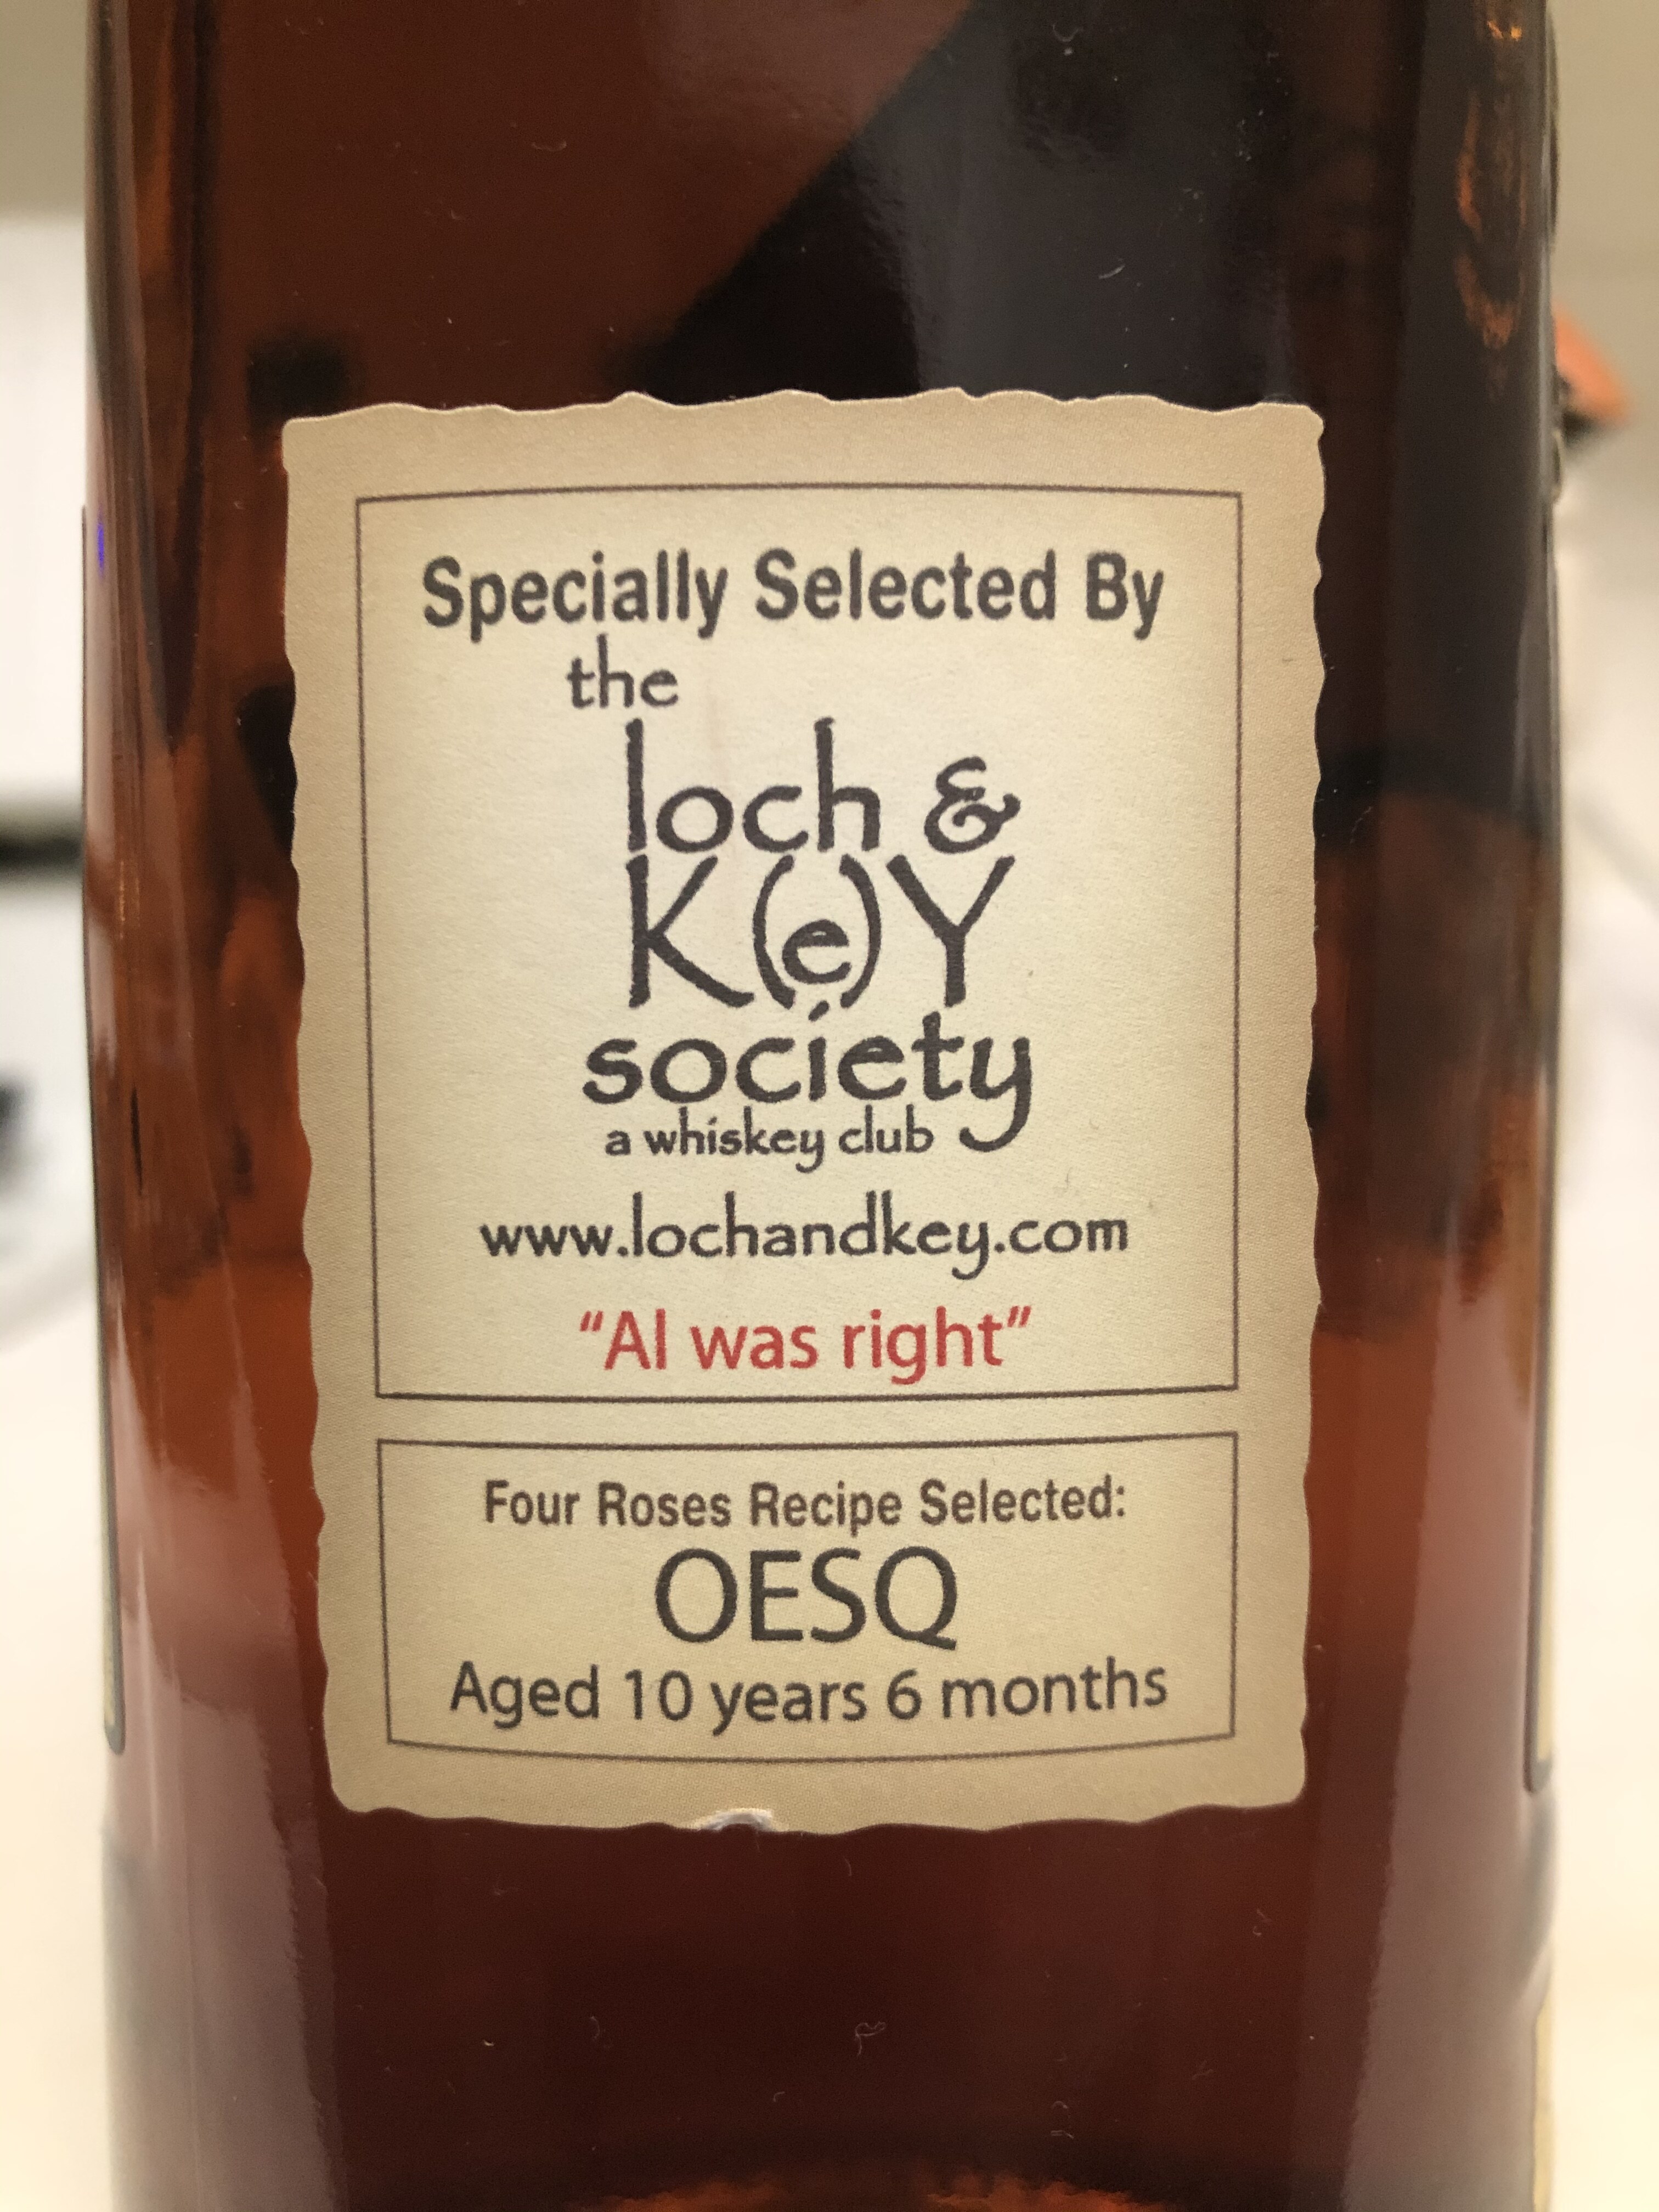 Specially Selected By
the
loch &
K(e)Y
society
a whiskey club
www.lochandkey.com
“Al was right”
Four Roses Recipe Selected:
OESQ
Aged 10 years 6 months